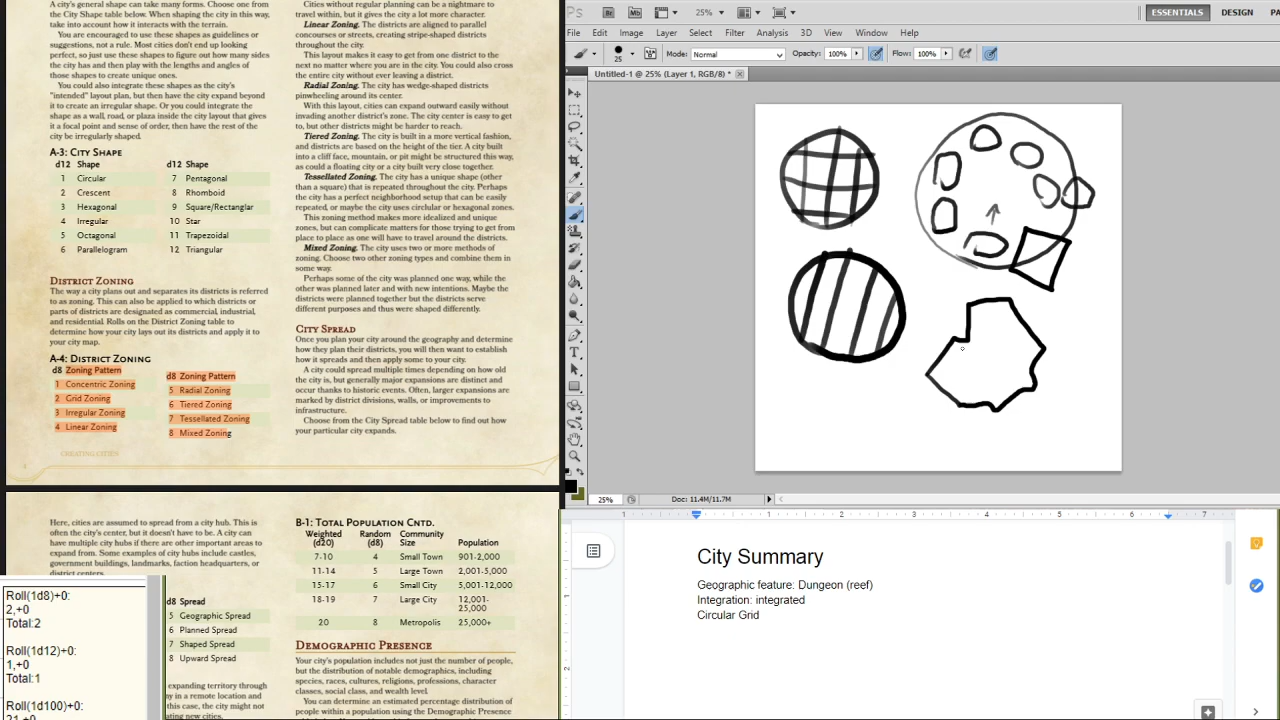 A city's general shape can take many forms. Choose one from
the City Shape table below. When shaping the city in this way,
take into account how it interacts with the terrain.
You are encouraged to use these shapes as guidelines or
suggestions, not a rule. Most cities don't end up looking
perfect, so just use these shapes to figure out how many sides
the city has and then play with the lengths and angles of
those shapes to create unique ones.
You could also integrate these shapes as the city's
"intended" layout plan, but then have the city expand beyond
it to create an irregular shape. Or you could integrate the
shape as a wall, road, or plaza inside the city layout that gives
it a focal point and sense of order, then have the rest of the
city be irregularly shaped.
A-3: CITY SHAPE
d12 Shape d12 Shape
1 Circular 7 Pentagonal
2 Crescent 8 Rhomboid
3 Hexagonal 9 Square/Rectanglar
4 Irregular 10 Star
5 Octagonal 11 Trapezoidal
6 Parallelogram 12 Triangular
DISTRICT ZONING
The way a city plans out and separates its districts is referred
to as zoning. This can also be applied to which districts or
parts of districts are designated as commercial, industrial,
and residential. Rolls on the District Zoning table to
determine how your city lays out its districts and apply it to
your city map.
A-4: DISTRICT ZONING
d8 Zoning Pattern d8 Zoning Pattern
1 Concentric Zoning 5 Radial Zoning
2 Grid Zoning 6 Tiered Zoning
3 Irregular Zoning 7 Tessellated Zoning
4 Linear Zoning 8 Mixed Zoning
4 CREATING CITIES
Cities without regular planning can be a nightmare to
travel within, but it gives the city a lot more character.
Linear Zoning. The districts are aligned to parallel
concourses or streets, creating stripe-shaped districts
throughout the city.
This layout makes it easy to get from one district to the
next no matter where you are in the city. You could also cross
the entire city without ever leaving a district.
Radial Zoning. The city has wedge-shaped districts
pinwheeling around its center.
With this layout, cities can expand outward easily without
invading another district's zone. The city center is easy to get
to, but other districts might be harder to reach.
Tiered Zoning. The city is built in a more vertical fashion,
and districts are based on the height of the tier. A city built
into a cliff face, mountain, or pit might be structured this way,
as could a floating city or a city built very close together.
Tessellated Zoning. The city has a unique shape (other
than a square) that is repeated throughout the city. Perhaps
the city has a perfect neighborhood setup that can be easily
repeated, or maybe the city uses circlular or hexagonal zones.
This zoning method makes more idealized and unique
zones, but can complicate matters for those trying to get from
place to place as one will have to travel around the districts.
Mixed Zoning. The city uses two or more methods of
zoning. Choose two other zoning types and combine them in
some way.
Perhaps some of the city was planned one way, while the
other was planned later and with new intentions. Maybe the
districts were planned together but the districts serve
different purposes and thus were shaped differently.
CITY SPREAD
Once you plan your city around the geography and determine
how they plan their districts, you will then want to establish
how it spreads and then apply some to your city.
A city could spread multiple times depending on how old
the city is, but generally major expansions are distinct and
occur thanks to historic events. Often, larger expansions are
marked by district divisions, walls, or improvements to
infrastructure.
Choose from the City Spread table below to find out how
your particular city expands.
Here, cities are assumed to spread from a city hub. This is
often the city's center, but it doesn't have to be. A city can
have multiple city hubs if there are other important areas to
expand from. Some examples of city hubs include castles,
government buildings, landmarks, faction headquarters, or
district centers.
d8 Spread
5 Geographic Spread
6 Planned Spread
7 Shaped Spread
8 Upward Spread
expanding territory through
in a remote location and
this case, the city might not
new cities.
Roll(1d8)+0:
2,+0
Total:2
Roll(1d12)+0:
1,+0
Total:1
Roll(1d100)+0:
B-1: TOTAL POPULATION CNTD.
Weighted (d20) Random (d8) Community Size Population
7-10 4 Small Town 901-2,000
11-14 5 Large Town 2,001-5,000
15-17 6 Small City 5,001-12,000
18-19 7 Large City 12,001-25,000
20 8 Metropolis 25,000+
DEMOGRAPHIC PRESENCE
Your city's population includes not just the number of people,
but the distribution of notable demographics, including
species, races, cultures, religions, professions, character
classes, social class, and wealth level.
You can determine an estimated percentage distribution of
people within a population using the Demographic Presence
Ps Br Mb 25% ESSENTIALS DESIGN
File Edit Image Layer Select Filter Analysis 3D View Window Help
25 Mode: Normal Opacity: 100% Flow: 100%
Untitled-1 @ 25% (Layer 1, RGB/8) *
25% Doc: 11.4M/11.7M
1 1 2 3 4 5 6 7
1
2
City Summary
Geographic feature: Dungeon (reef)
Integration: integrated
Circular Grid